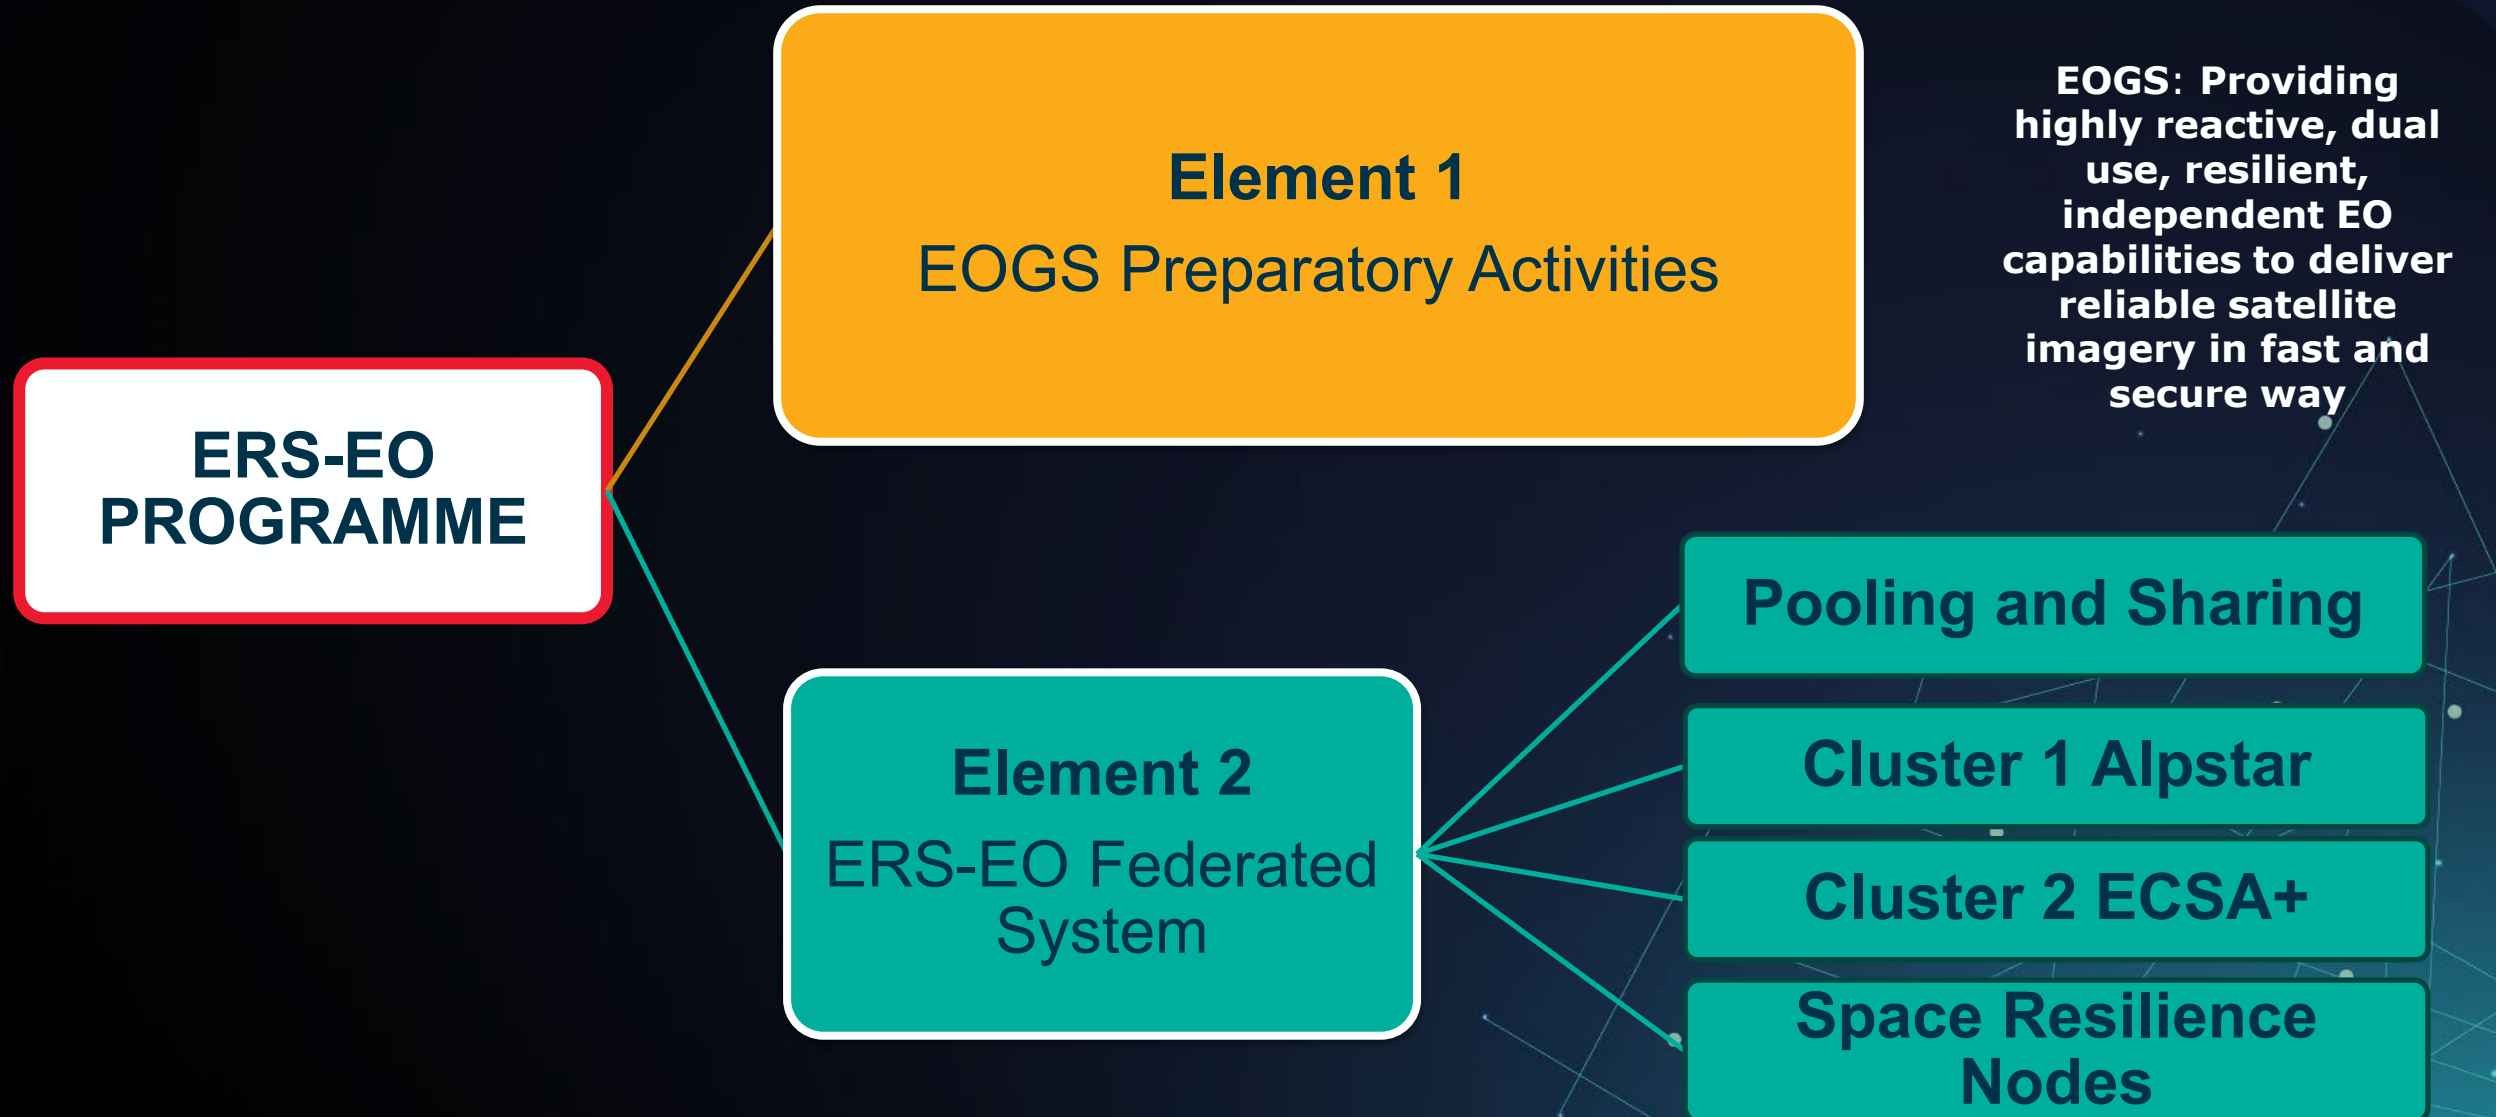 ERS-EO
PROGRAMME
Element 1
EOGS Preparatory Activities
EOGS: Providing
highly reactive, dual
use, resilient,
independent EO
capabilities to deliver
reliable satellite
imagery in fast and
secure way
Element 2
ERS-EO Federated
System
Pooling and Sharing
Cluster 1 Alpstar
Cluster 2 ECSA+
Space Resilience
Nodes